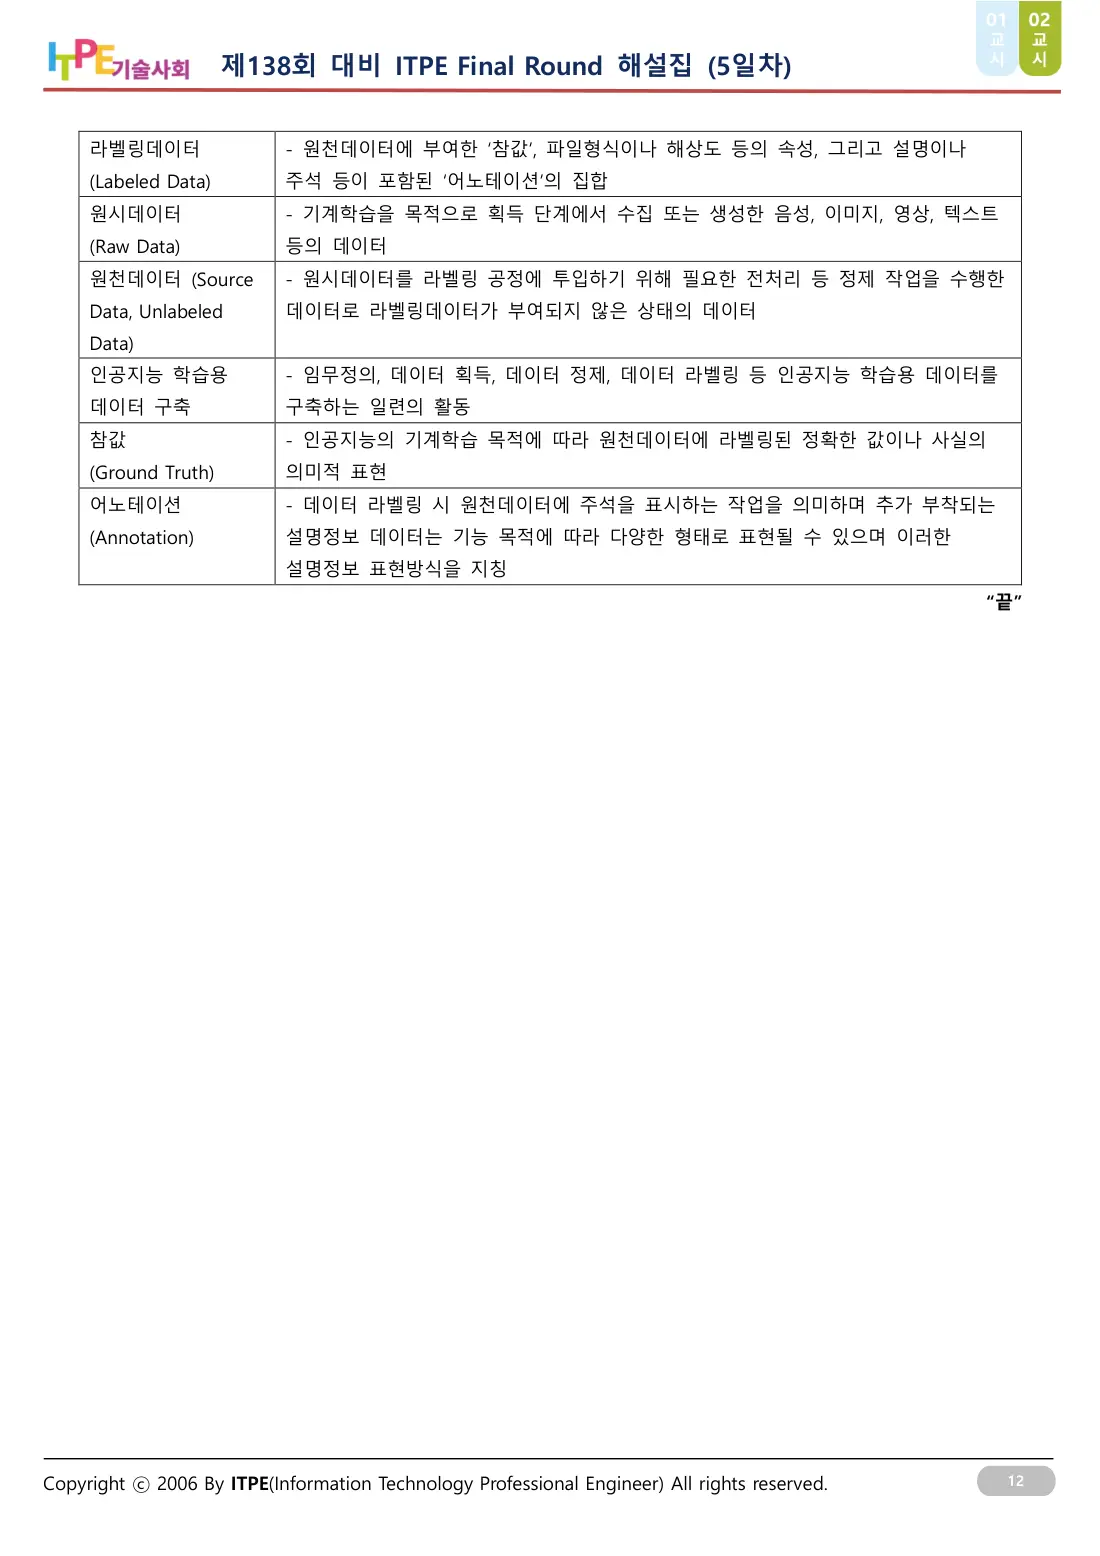 ITPE기술사회 제138회 대비 ITPE Final Round 해설집 (5일차)
01 교 시
02 교 시
라벨링데이터
(Labeled Data)
- 원천데이터에 부여한 ‘참값’, 파일형식이나 해상도 등의 속성, 그리고 설명이나
주석 등이 포함된 ‘어노테이션’의 집합
원시데이터
(Raw Data)
- 기계학습을 목적으로 획득 단계에서 수집 또는 생성한 음성, 이미지, 영상, 텍스트
등의 데이터
원천데이터 (Source
Data, Unlabeled
Data)
- 원시데이터를 라벨링 공정에 투입하기 위해 필요한 전처리 등 정제 작업을 수행한
데이터로 라벨링데이터가 부여되지 않은 상태의 데이터
인공지능 학습용
데이터 구축
- 임무정의, 데이터 획득, 데이터 정제, 데이터 라벨링 등 인공지능 학습용 데이터를
구축하는 일련의 활동
참값
(Ground Truth)
- 인공지능의 기계학습 목적에 따라 원천데이터에 라벨링된 정확한 값이나 사실의
의미적 표현
어노테이션
(Annotation)
- 데이터 라벨링 시 원천데이터에 주석을 표시하는 작업을 의미하며 추가 부착되는
설명정보 데이터는 기능 목적에 따라 다양한 형태로 표현될 수 있으며 이러한
설명정보 표현방식을 지칭
“끝”
Copyright ⓒ 2006 By ITPE(Information Technology Professional Engineer) All rights reserved.
12